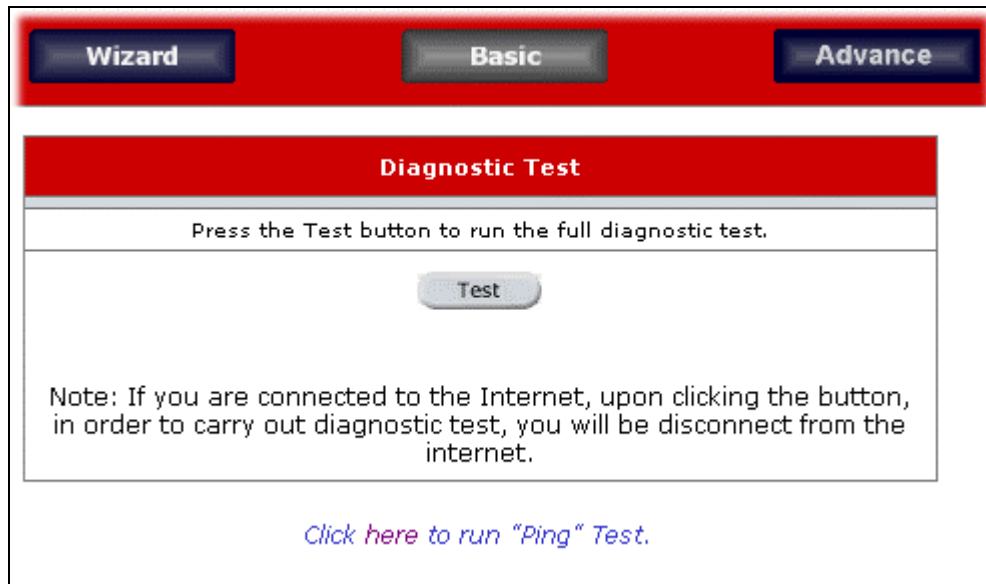 Wizard Basic Advance
Diagnostic Test
Press the Test button to run the full diagnostic test.
Test
Note: If you are connected to the Internet, upon clicking the button,
in order to carry out diagnostic test, you will be disconnect from the
internet.
Click here to run “Ping“ Test.